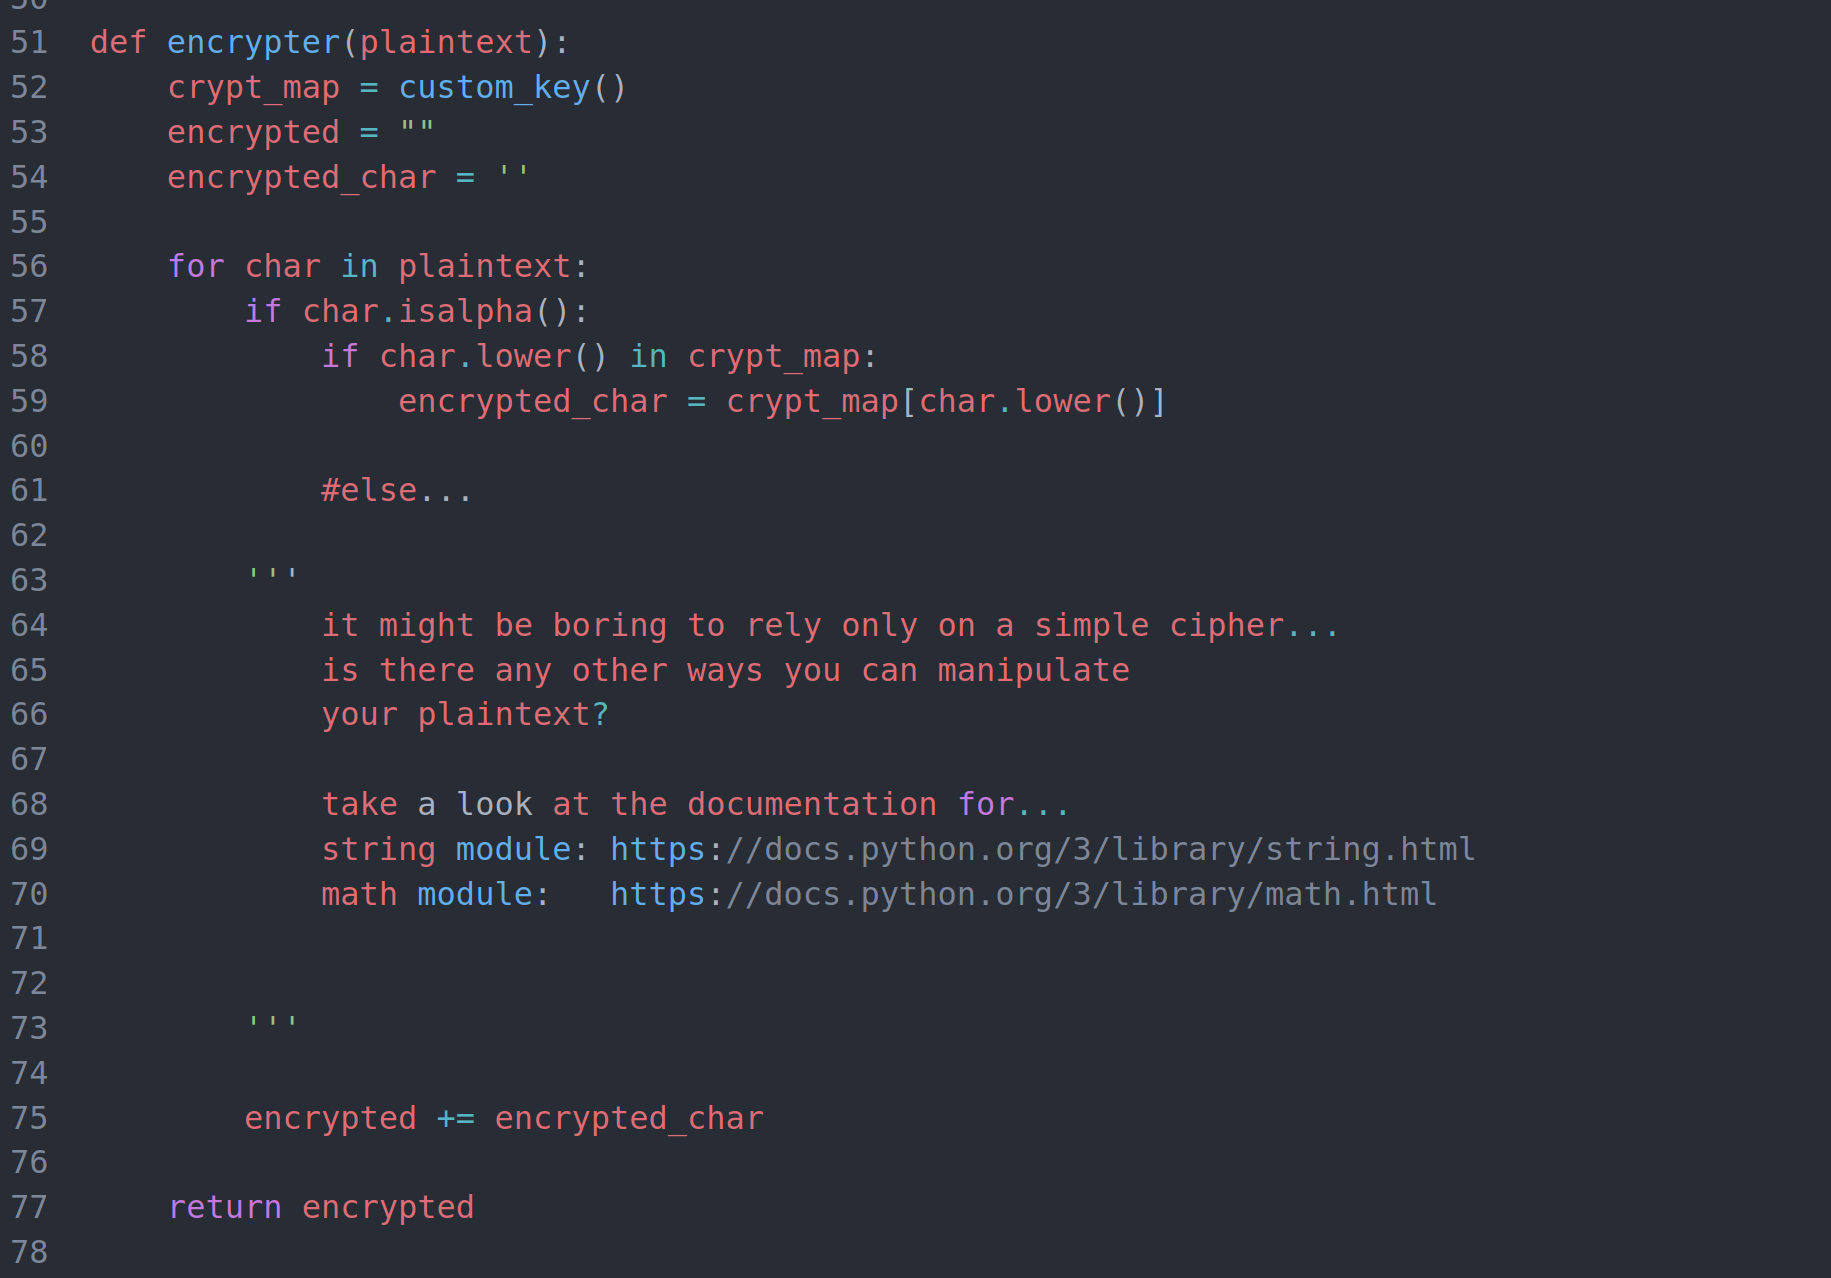 50
51 def encrypter(plaintext):
52     crypt_map = custom_key()
53     encrypted = ""
54     encrypted_char = ''
55
56     for char in plaintext:
57         if char.isalpha():
58             if char.lower() in crypt_map:
59                 encrypted_char = crypt_map[char.lower()]
60
61             #else...
62
63         '''
64             it might be boring to rely only on a simple cipher...
65             is there any other ways you can manipulate
66             your plaintext?
67
68             take a look at the documentation for...
69             string module: https://docs.python.org/3/library/string.html
70             math module:   https://docs.python.org/3/library/math.html
71
72
73         '''
74
75         encrypted += encrypted_char
76
77     return encrypted
78